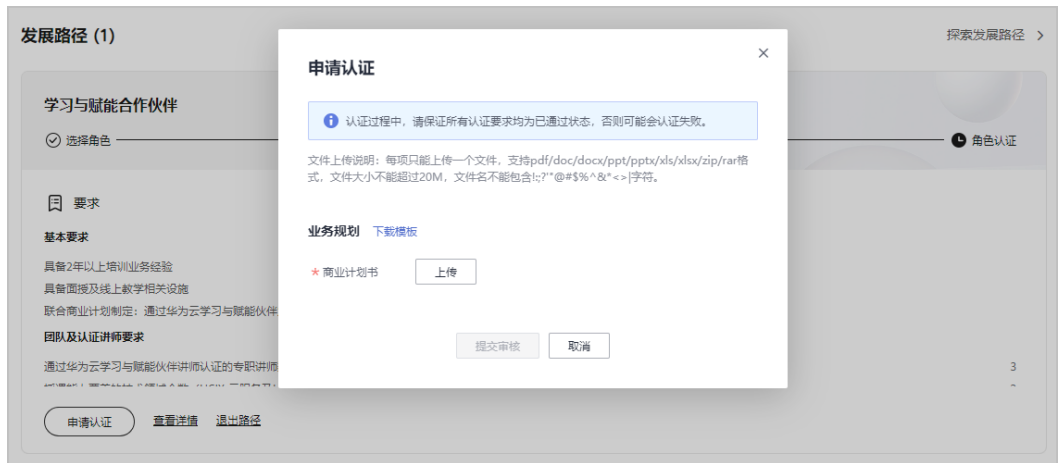 发展路径 (1)
探索发展路径
申请认证
学习与赋能合作伙伴
选择角色
角色认证
认证过程中，请保证所有认证要求均为已通过状态，否则可能会认证失败。
文件上传说明：每项只能上传一个文件，支持pdf/doc/docx/ppt/pptx/xls/xlsx/zip/rar格
式，文件大小不能超过20M，文件名不能包含!:;?'"@#$%^&*<>|字符。
要求
业务规划 下载模板
基本要求
具备2年以上培训业务经验
* 商业计划书 上传
具备面授及线上教学相关设施
联合商业计划制定：通过华为云学习与赋能伙伴
团队及认证讲师要求
提交审核 取消
通过华为云学习与赋能伙伴讲师认证的专职讲师
3
申请认证 查看详情 退出路径